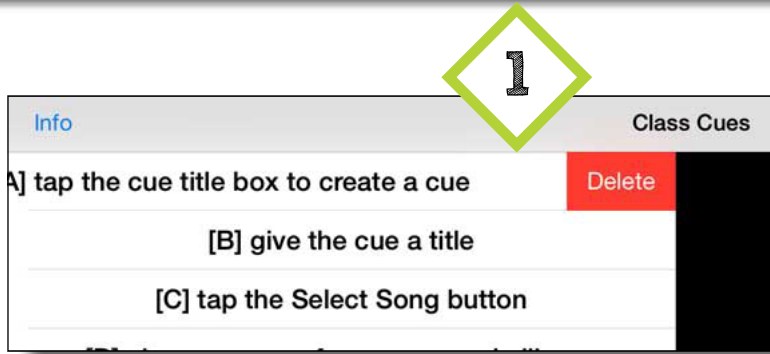 1
Info Class Cues
A] tap the cue title box to create a cue Delete
[B] give the cue a title
[C] tap the Select Song button